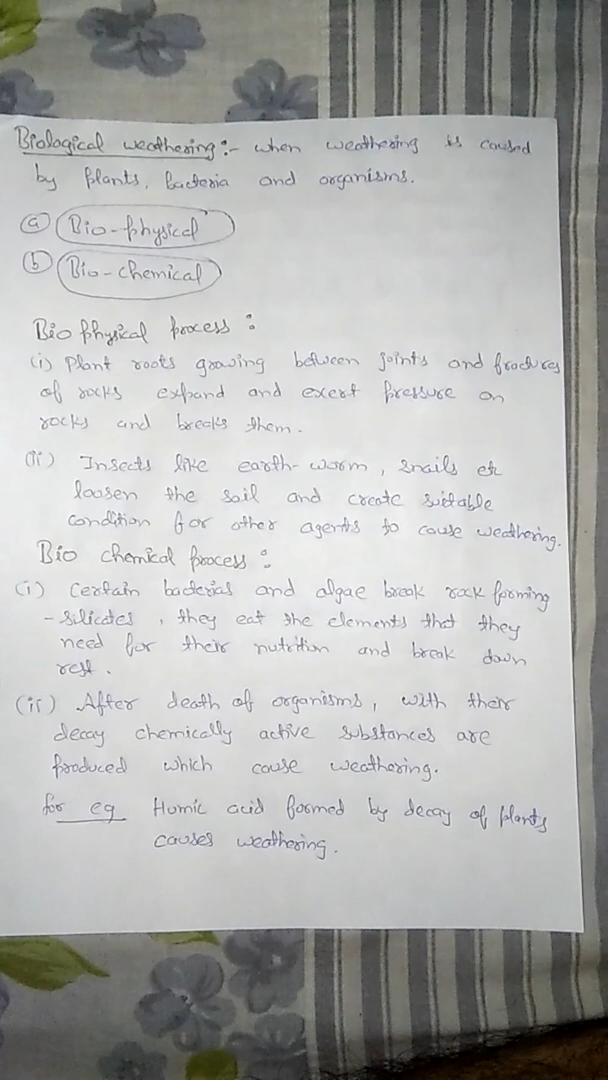 Biological weathering :- when weathering is caused
by plants, bacteria and organisms.
(a) Bio-physical
(b) Bio-chemical
Bio physical process :
(i) Plant roots growing between joints and fractures
of rocks expand and exert pressure on
rocks and breaks them.
(ii) Insects like earth-worm, snails etc
loosen the soil and create suitable
condition for other agents to cause weathering.
Bio chemical process :
(i) Certain bacterias and algae break rock forming
- silicates, they eat the elements that they
need for their nutrition and break down
rest.
(ii) After death of organisms, with their
decay chemically active substances are
produced which cause weathering.
for eg Humic acid formed by decay of plants
causes weathering.